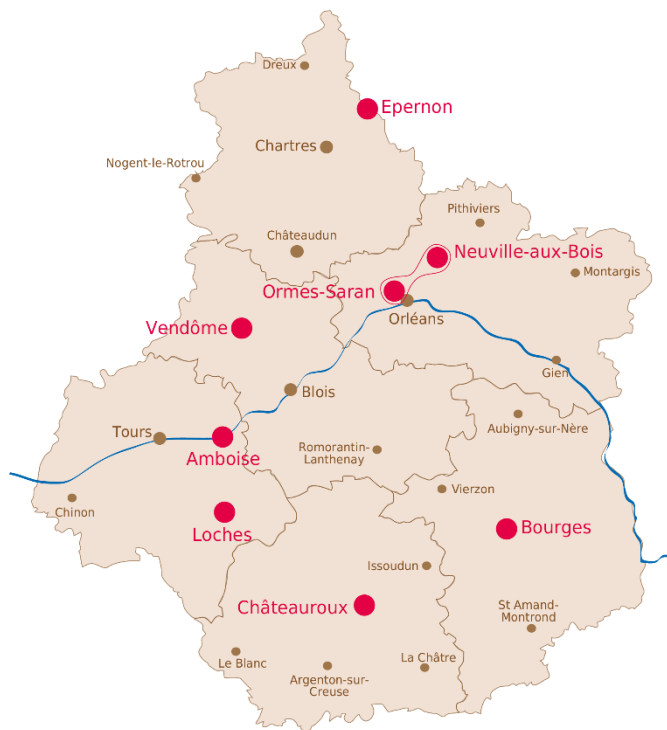 Dreux
Epernon
Chartres
Nogent-le-Rotrou
Pithiviers
Châteaudun
Neuville-aux-Bois
Montargis
Ormes-Saran
Orléans
Vendôme
Gien
Blois
Aubigny-sur-Nère
Tours
Amboise
Romorantin-
Lanthenay
Vierzon
Chinon
Loches
Bourges
Issoudun
Châteauroux
St Amand-
Montrond
Le Blanc
La Châtre
Argenton-sur-
Creuse